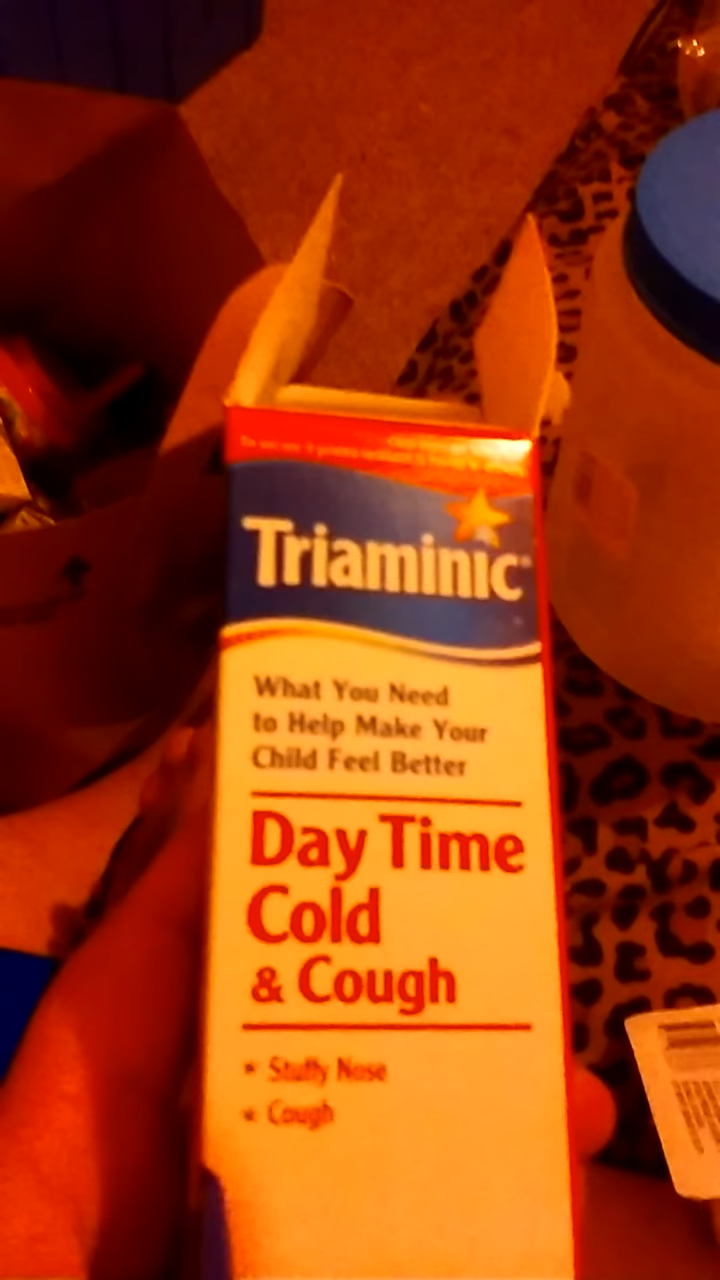 Triaminic
What You Need
to Help Make Your
Child Feel Better
Day Time
Cold
& Cough
• Stuffy Nose
• Cough